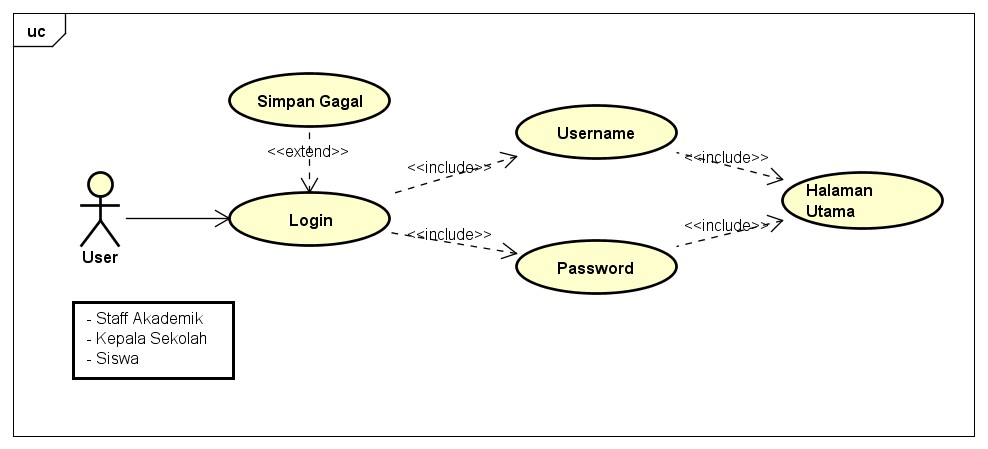 uc
Simpan Gagal
<<extend>>
Username
<<include>>
<<include>>
Halaman
Utama
Login
<<include>>
<<include>>
Password
User
- Staff Akademik
- Kepala Sekolah
- Siswa